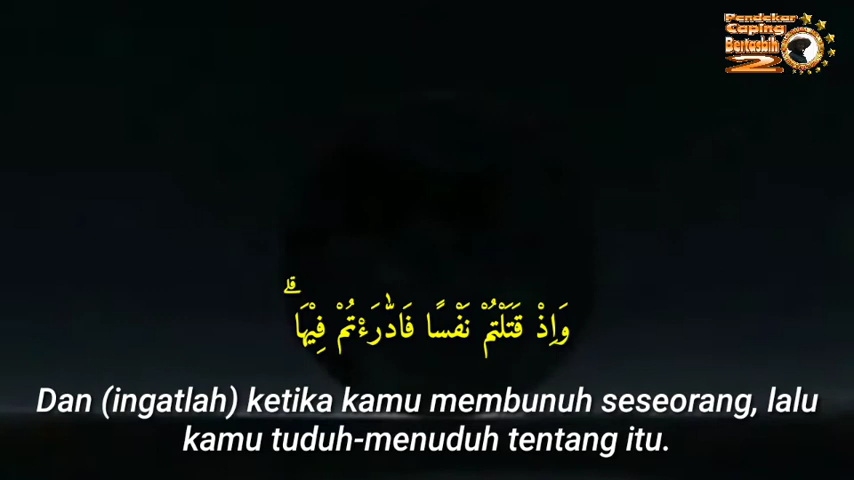 Pendekar
Caping
Bertasbih
2
وَاِذْ قَتَلْتُمْ نَفْسًا فَادّٰرَءْتُمْ فِيْهَا ۗ
Dan (ingatlah) ketika kamu membunuh seseorang, lalu
kamu tuduh-menuduh tentang itu.